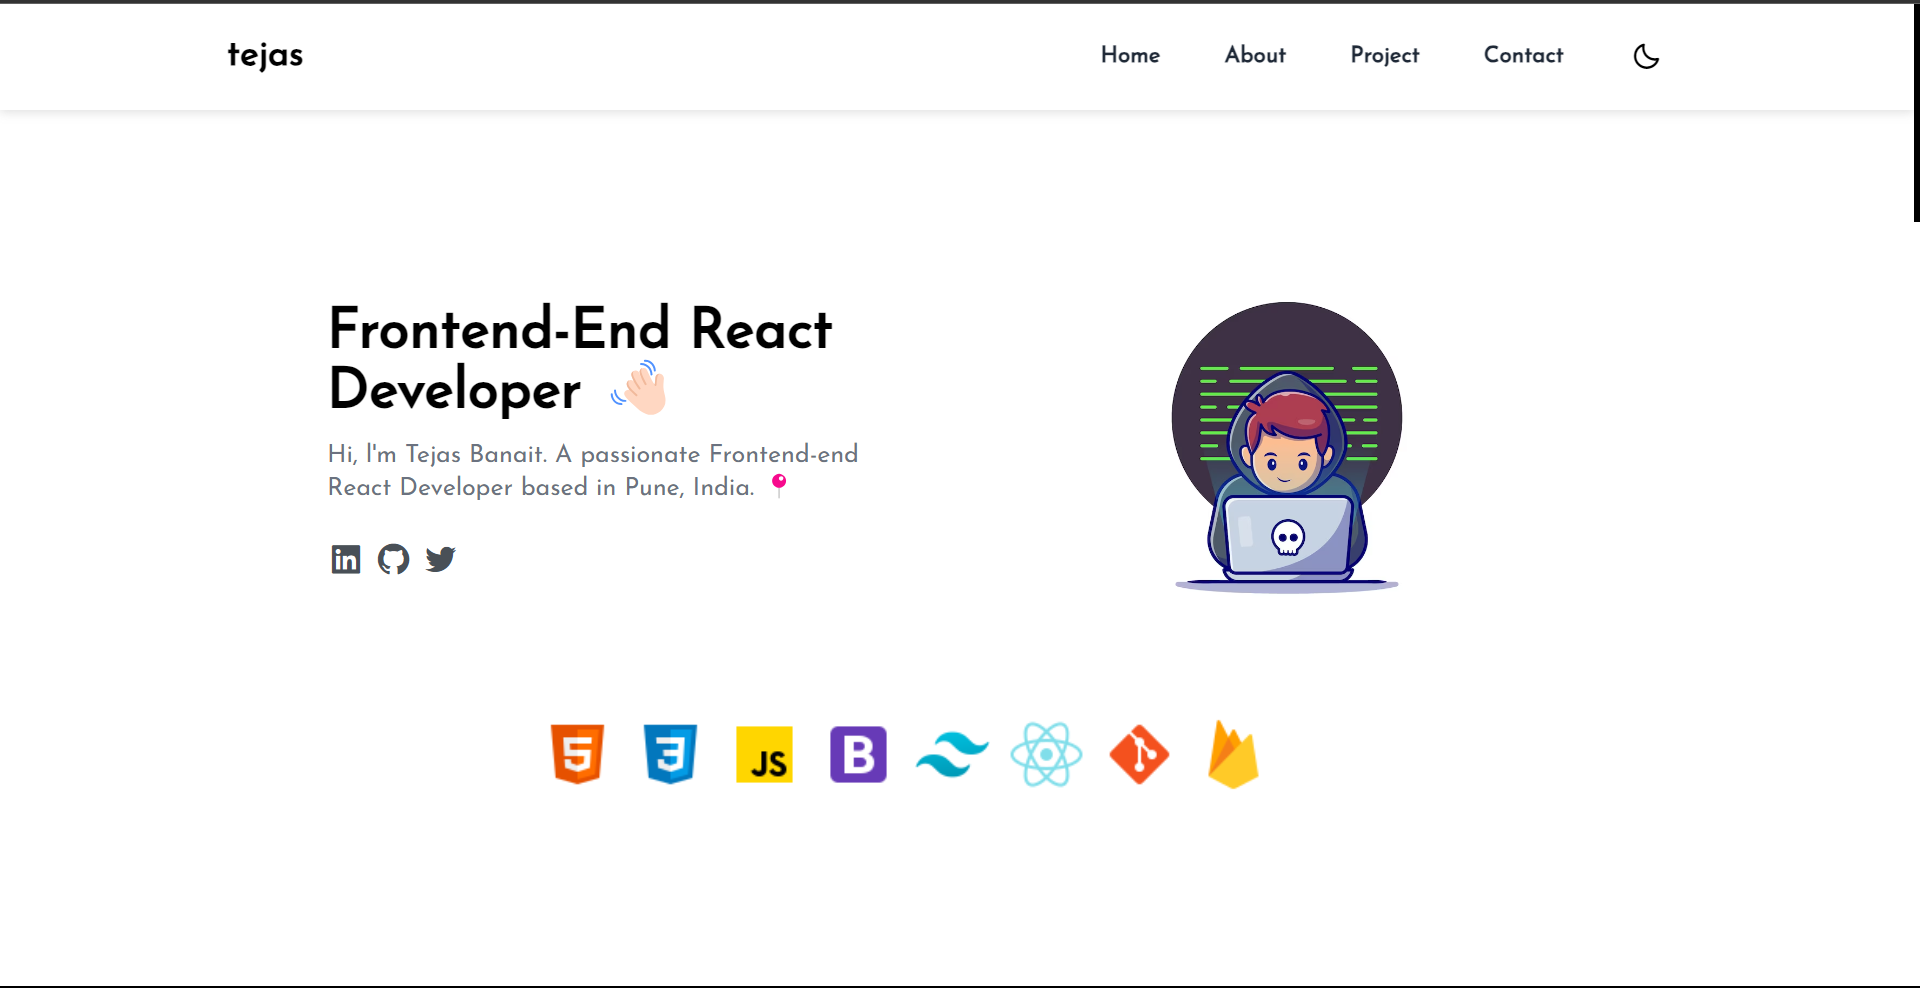 tejas
Home About Project Contact
Frontend-End React
Developer
Hi, I'm Tejas Banait. A passionate Frontend-end
React Developer based in Pune, India.
in
5 3 JS B